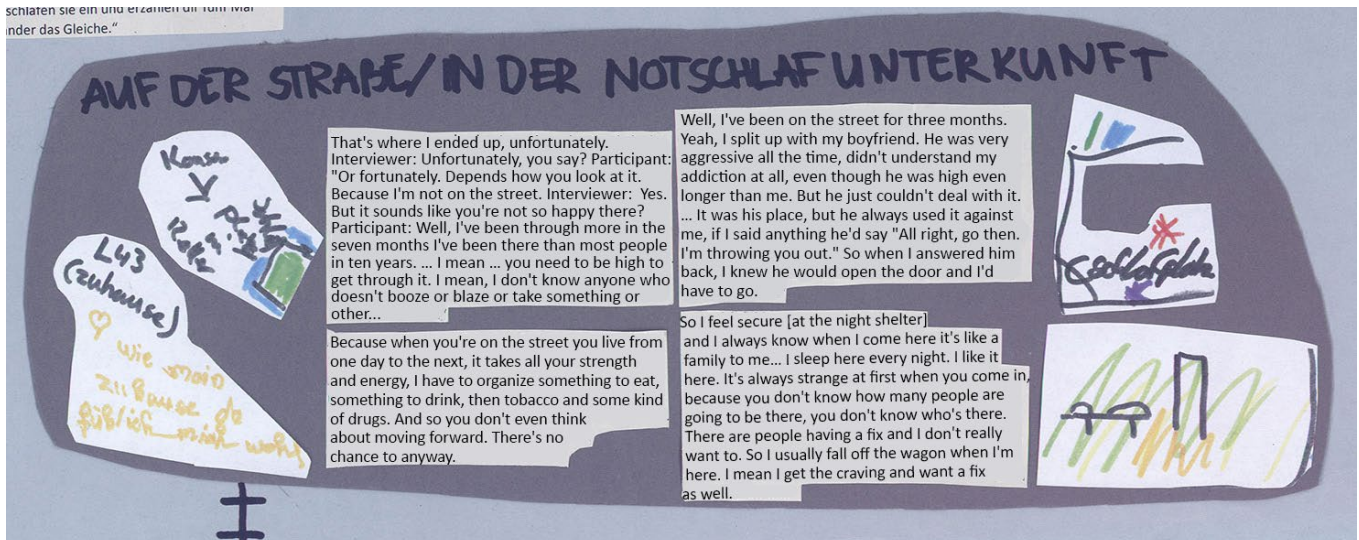 schlafen sie ein und erzählen dir fünf Mal
nder das Gleiche.“
AUF DER STRAßE/IN DER NOTSCHLAFUNTERKUNFT
That's where I ended up, unfortunately.
Interviewer: Unfortunately, you say? Participant:
"Or fortunately. Depends how you look at it.
Because I'm not on the street. Interviewer: Yes.
But it sounds like you're not so happy there?
Participant: Well, I've been through more in the
seven months I've been there than most people
in ten years. ... I mean ... you need to be high to
get through it. I mean, I don't know anyone who
doesn't booze or blaze or take something or
other...
Because when you're on the street you live from
one day to the next, it takes all your strength
and energy, I have to organize something to eat,
something to drink, then tobacco and some kind
of drugs. And so you don't even think
about moving forward. There's no
chance to anyway.
Well, I've been on the street for three months.
Yeah, I split up with my boyfriend. He was very
aggressive all the time, didn't understand my
addiction at all, even though he was high even
longer than me. But he just couldn't deal with it.
... It was his place, but he always used it against
me, if I said anything he'd say "All right, go then.
I'm throwing you out." So when I answered him
back, I knew he would open the door and I'd
have to go.
So I feel secure [at the night shelter]
and I always know when I come here it's like a
family to me... I sleep here every night. I like it
here. It's always strange at first when you come in,
because you don't know how many people are
going to be there, you don't know who's there.
There are people having a fix and I don't really
want to. So I usually fall off the wagon when I'm
here. I mean I get the craving and want a fix
as well.
L43
(zuhause)
wie mein
zuhause da
fühl ich mich wohl
Schlafplatz